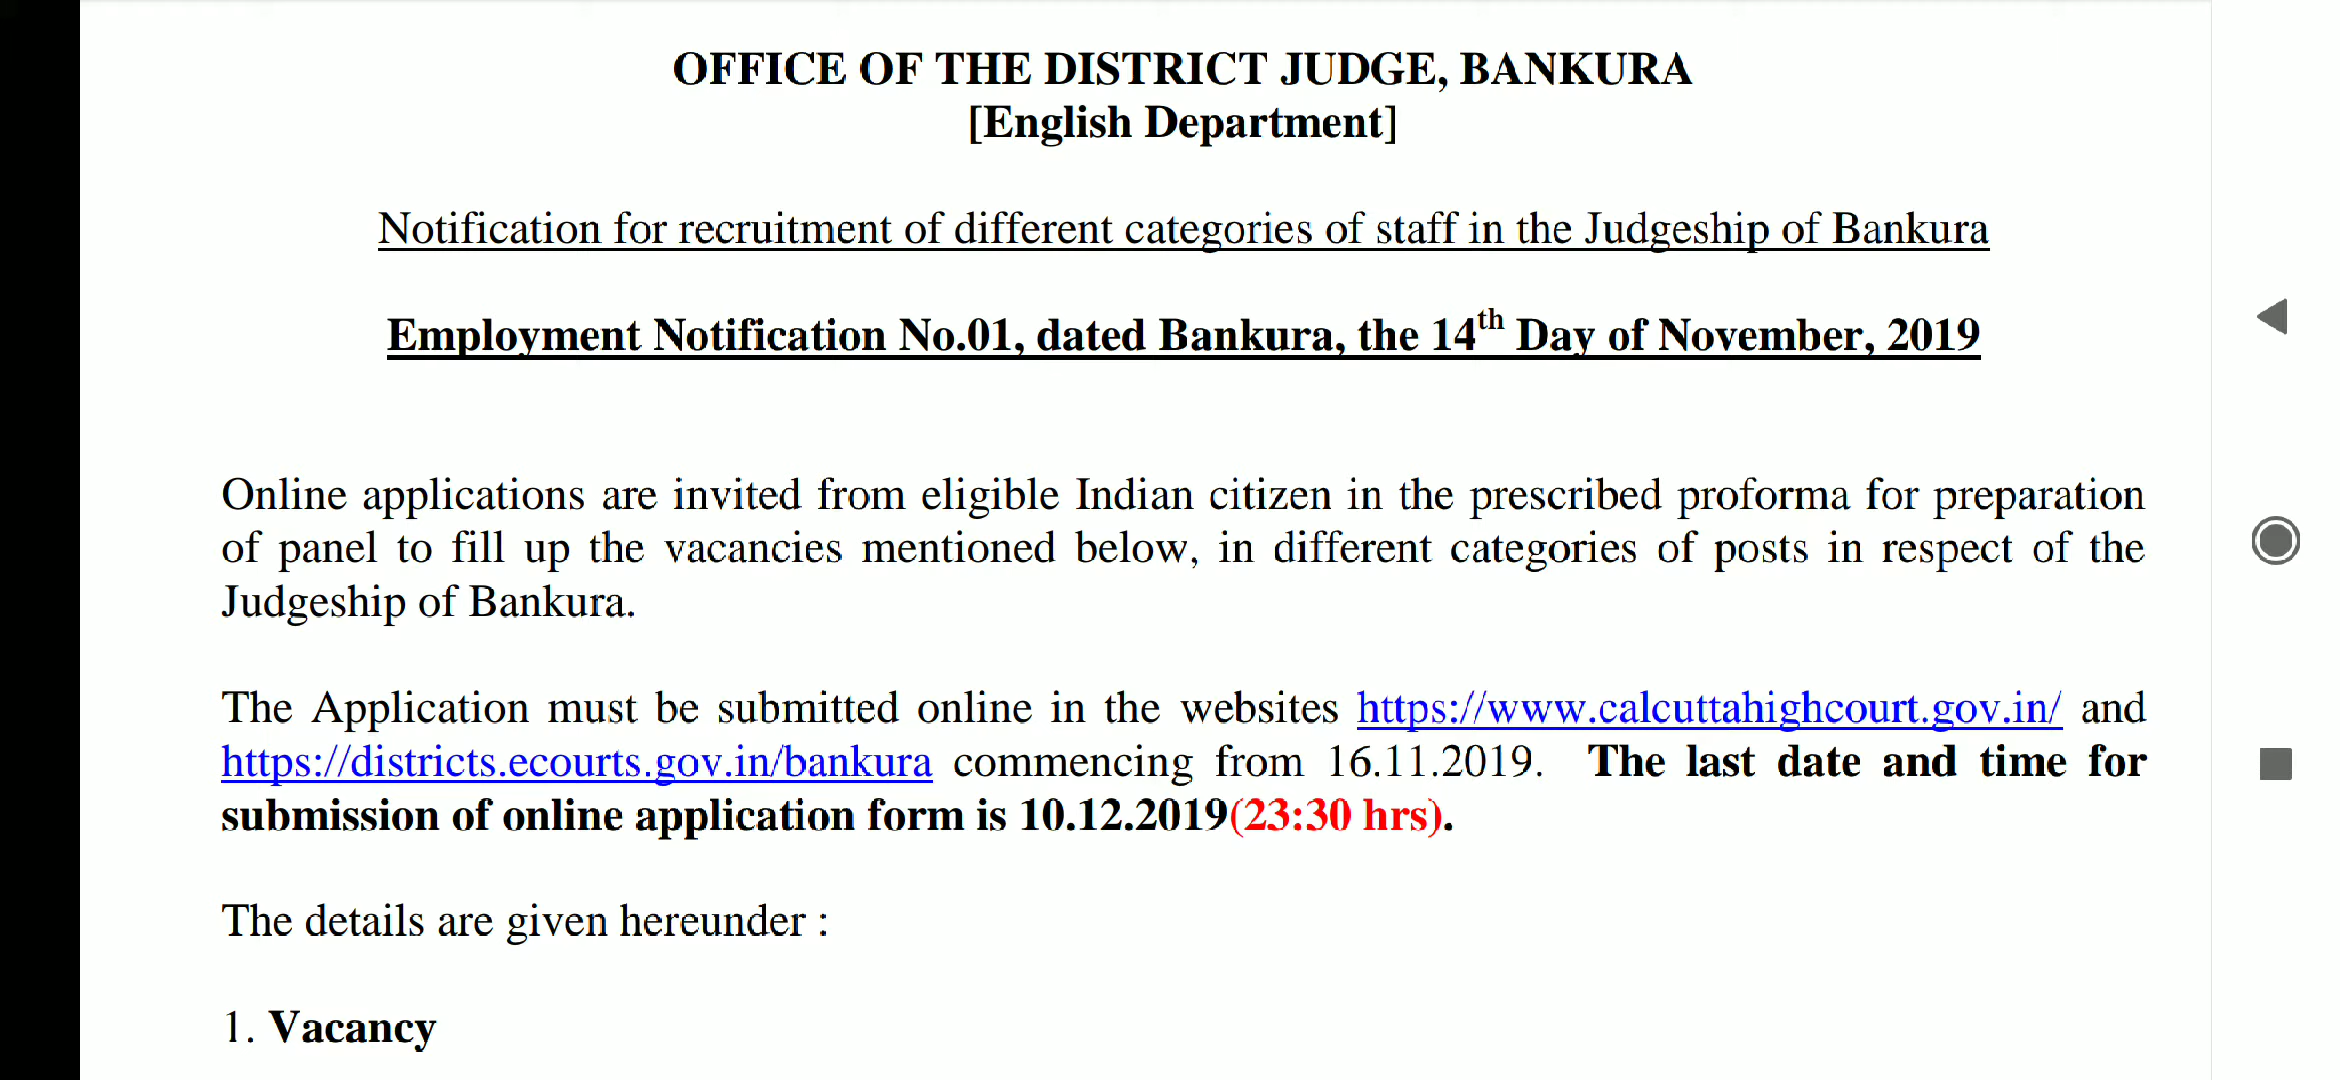 OFFICE OF THE DISTRICT JUDGE, BANKURA
[English Department]
Notification for recruitment of different categories of staff in the Judgeship of Bankura
Employment Notification No.01, dated Bankura, the 14th Day of November, 2019
Online applications are invited from eligible Indian citizen in the prescribed proforma for preparation
of panel to fill up the vacancies mentioned below, in different categories of posts in respect of the
Judgeship of Bankura.
The Application must be submitted online in the websites https://www.calcuttahighcourt.gov.in/ and
https://districts.ecourts.gov.in/bankura commencing from 16.11.2019. The last date and time for
submission of online application form is 10.12.2019(23:30 hrs).
The details are given hereunder :
1. Vacancy